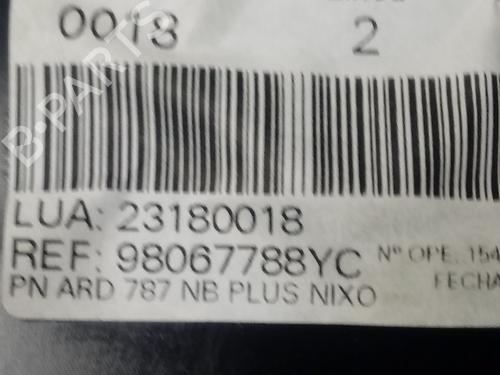 0018
2
LUA: 23180018
REF: 98067788YC
Nº OPE. 154
FECHA
PN ARD 787 NB PLUS NIXO
B-PARTS